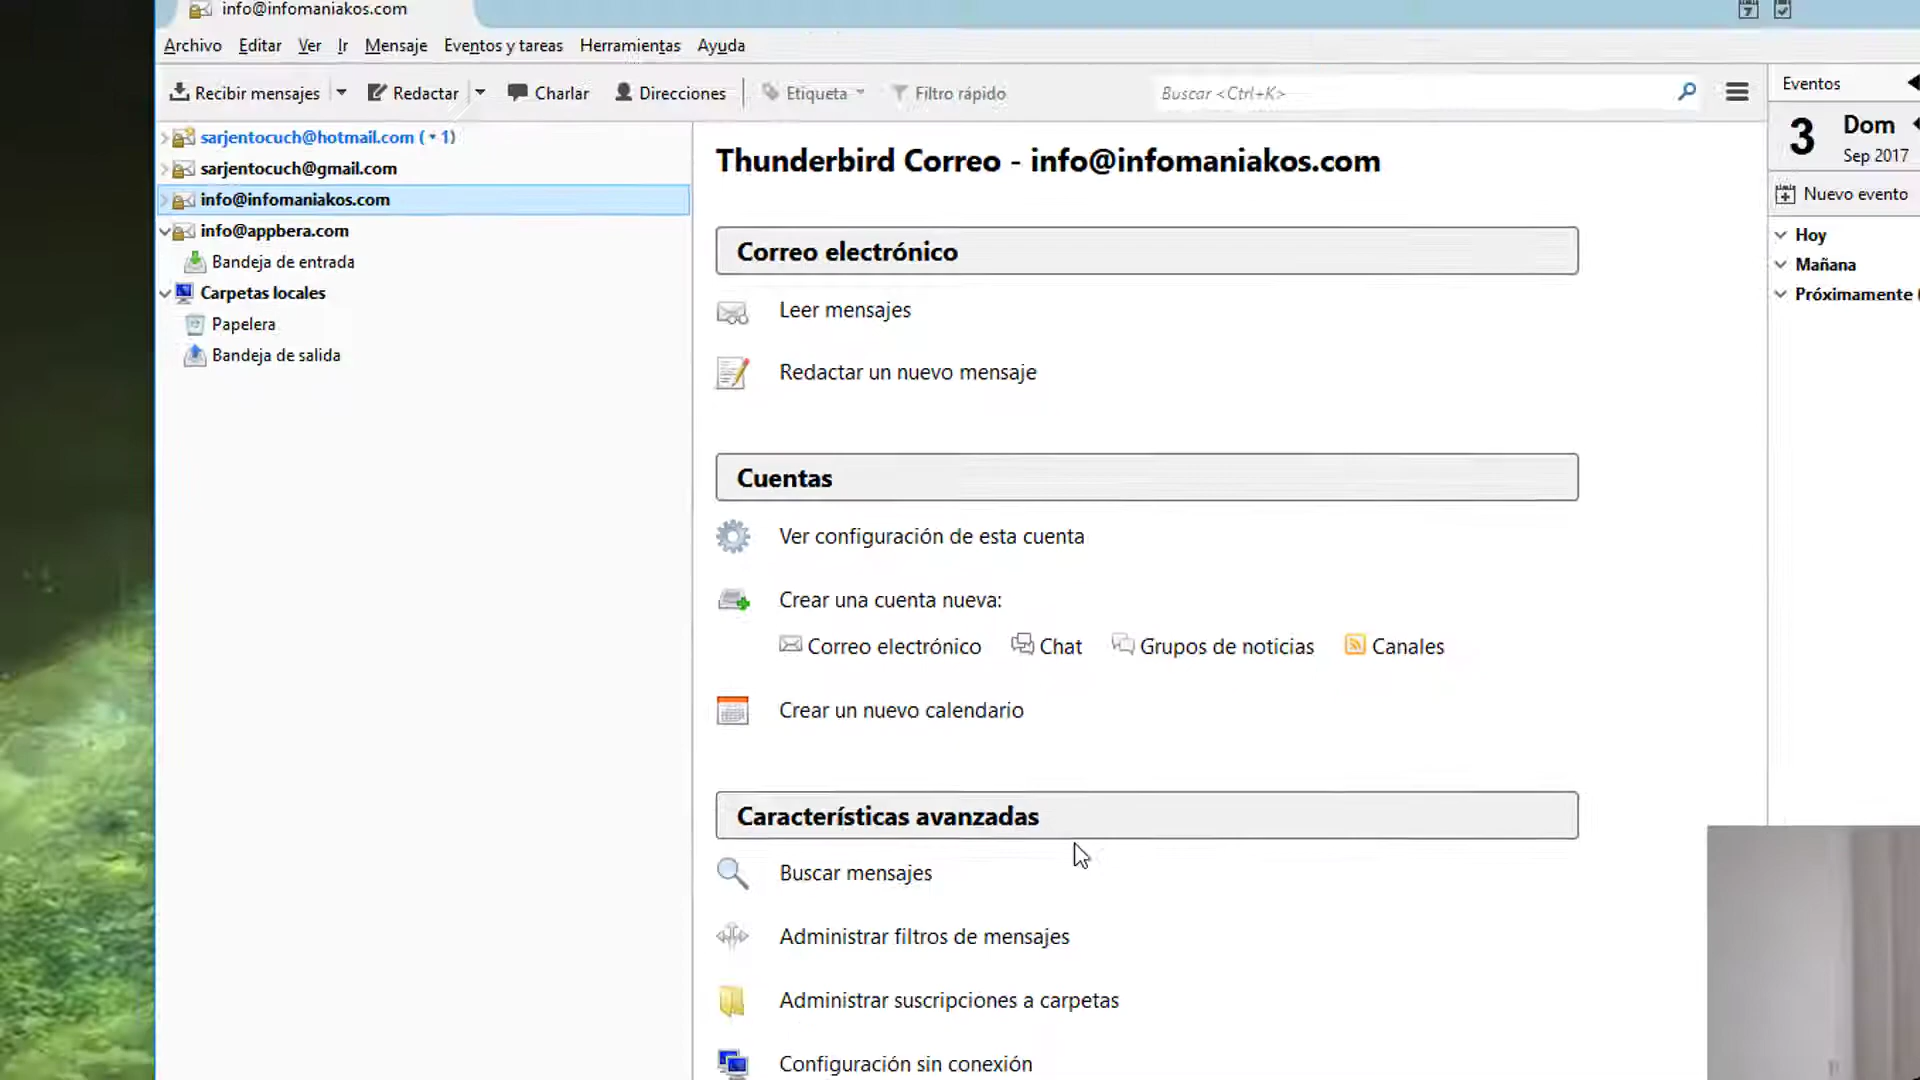 info@infomaniakos.com
Archivo Editar Ver Ir Mensaje Eventos y tareas Herramientas Ayuda
Recibir mensajes Redactar Charlar Direcciones Etiqueta Filtro rápido Buscar <Ctrl+K>
sarjentocuch@hotmail.com ( • 1)
sarjentocuch@gmail.com
info@infomaniakos.com
info@appbera.com
Bandeja de entrada
Carpetas locales
Papelera
Bandeja de salida
Thunderbird Correo - info@infomaniakos.com
Correo electrónico
Leer mensajes
Redactar un nuevo mensaje
Cuentas
Ver configuración de esta cuenta
Crear una cuenta nueva:
Correo electrónico Chat Grupos de noticias Canales
Crear un nuevo calendario
Características avanzadas
Buscar mensajes
Administrar filtros de mensajes
Administrar suscripciones a carpetas
Configuración sin conexión
Eventos
3 Dom
Sep 2017
Nuevo evento
Hoy
Mañana
Próximamente (